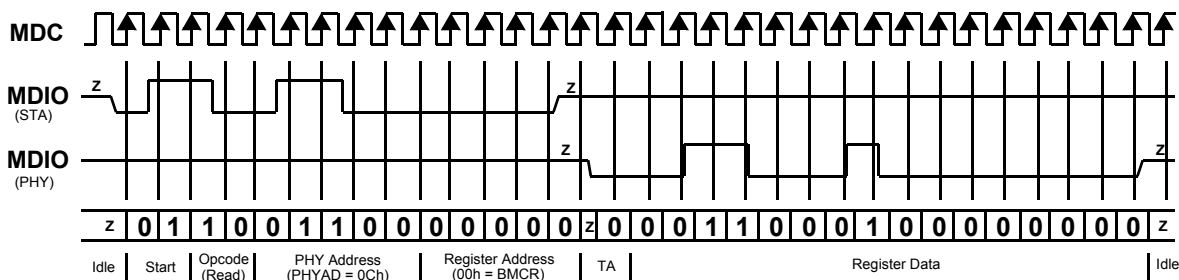 MDC
z z
MDIO
(STA)
z z
MDIO
(PHY)
z 0 1 1 0 0 1 1 0 0 0 0 0 0 0 z 0 0 0 1 1 0 0 0 1 0 0 0 0 0 0 0 0 z
Idle Start Opcode (Read) PHY Address (PHYAD = 0Ch) Register Address (00h = BMCR) TA Register Data Idle